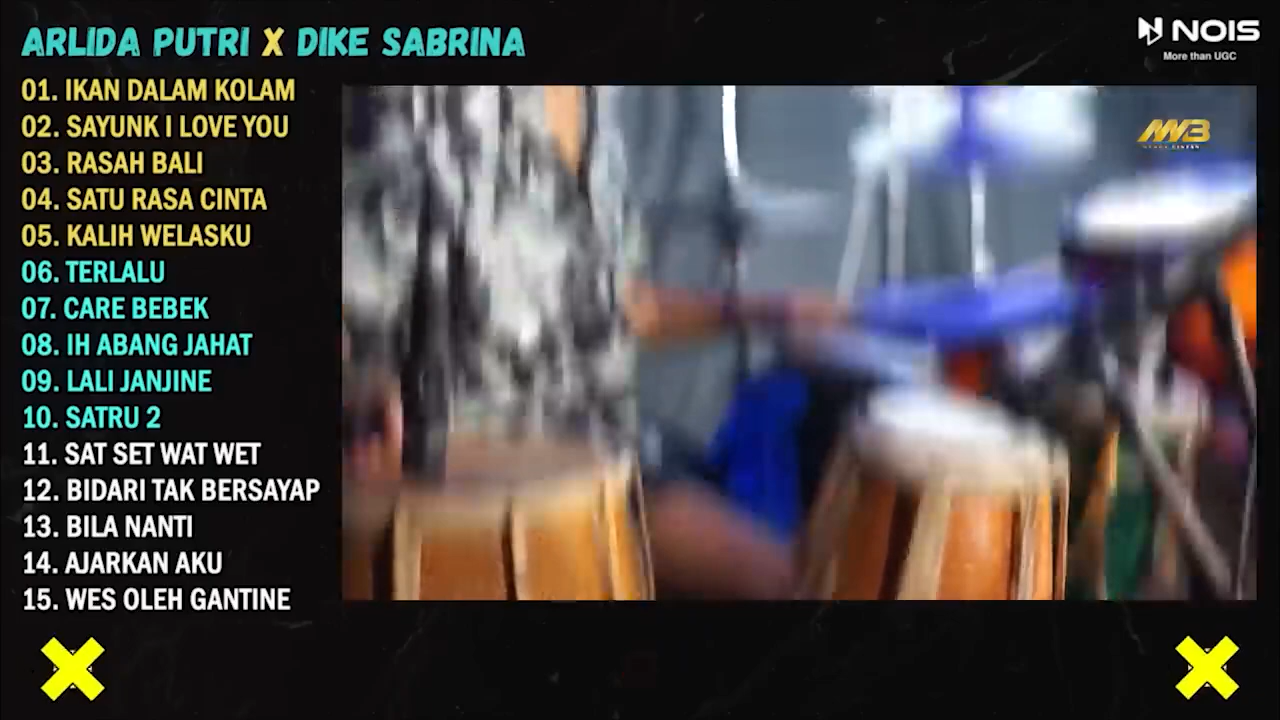 ARLIDA PUTRI X DIKE SABRINA
NOIS
More than UGC
01. IKAN DALAM KOLAM
02. SAYUNK I LOVE YOU
03. RASAH BALI
04. SATU RASA CINTA
05. KALIH WELASKU
06. TERLALU
07. CARE BEBEK
08. IH ABANG JAHAT
09. LALI JANJINE
10. SATRU 2
11. SAT SET WAT WET
12. BIDARI TAK BERSAYAP
13. BILA NANTI
14. AJARKAN AKU
15. WES OLEH GANTINE